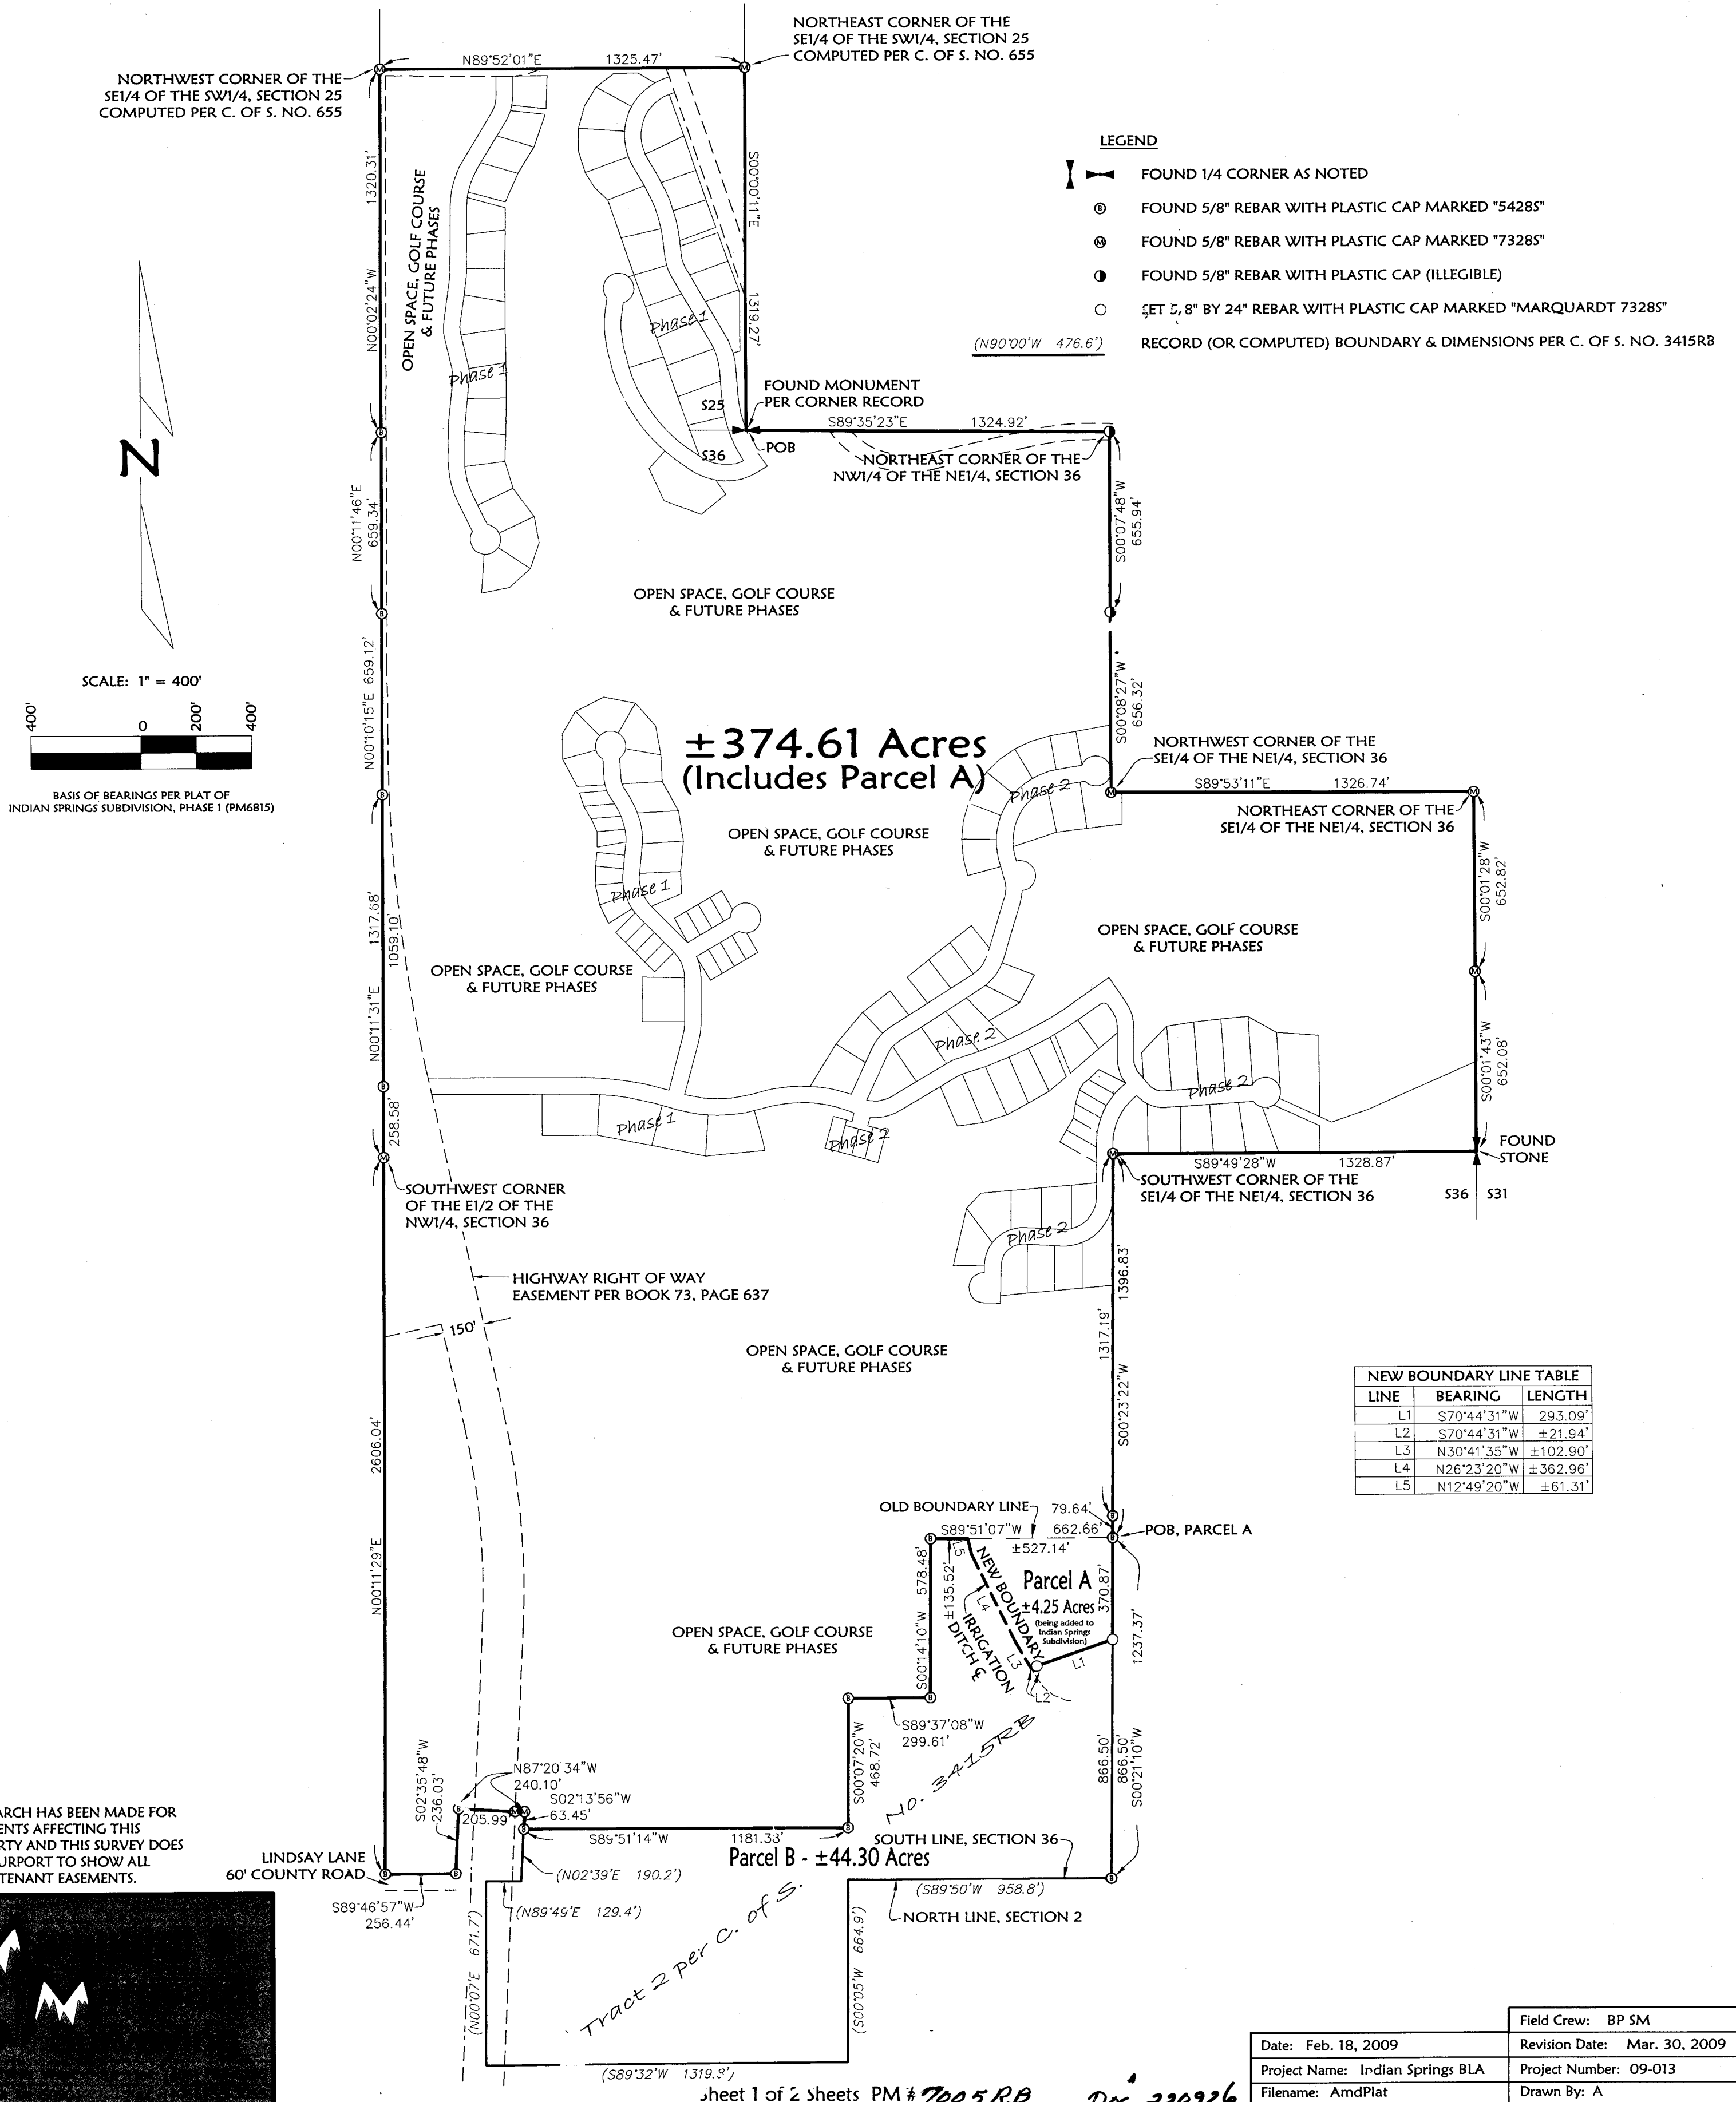 NORTHEAST CORNER OF THE
SE1/4 OF THE SW1/4, SECTION 25
COMPUTED PER C. OF S. NO. 655
NORTHWEST CORNER OF THE
SE1/4 OF THE SW1/4, SECTION 25
COMPUTED PER C. OF S. NO. 655
N89°52'01"E 1325.47'
LEGEND
FOUND 1/4 CORNER AS NOTED
B FOUND 5/8" REBAR WITH PLASTIC CAP MARKED "5428S"
M FOUND 5/8" REBAR WITH PLASTIC CAP MARKED "7328S"
FOUND 5/8" REBAR WITH PLASTIC CAP (ILLEGIBLE)
SET 5,8" BY 24" REBAR WITH PLASTIC CAP MARKED "MARQUARDT 7328S"
(N90°00'W 476.6') RECORD (OR COMPUTED) BOUNDARY & DIMENSIONS PER C. OF S. NO. 3415RB
N00°02'24"W 1320.31'
OPEN SPACE, GOLF COURSE
& FUTURE PHASES
Phase 1
Phase 1
S00°00'11"E 1319.27'
S25
S36
FOUND MONUMENT
PER CORNER RECORD
POB
S89°35'23"E 1324.92'
NORTHEAST CORNER OF THE
NW1/4 OF THE NE1/4, SECTION 36
N
SCALE: 1" = 400'
400' 0 200' 400'
BASIS OF BEARINGS PER PLAT OF
INDIAN SPRINGS SUBDIVISION, PHASE 1 (PM6815)
N00°11'46"E
659.34'
S00°07'48"W
655.94'
OPEN SPACE, GOLF COURSE
& FUTURE PHASES
N00°10'15"E 659.12'
S00°08'27"W
656.32'
±374.61 Acres
(Includes Parcel A)
Phase 2
NORTHWEST CORNER OF THE
SE1/4 OF THE NE1/4, SECTION 36
S89°53'11"E 1326.74'
NORTHEAST CORNER OF THE
SE1/4 OF THE NE1/4, SECTION 36
OPEN SPACE, GOLF COURSE
& FUTURE PHASES
Phase 1
S00°01'28"W
652.82'
N00°11'31"E 1317.68'
1059.10'
OPEN SPACE, GOLF COURSE
& FUTURE PHASES
OPEN SPACE, GOLF COURSE
& FUTURE PHASES
Phase 2
Phase 2
S00°01'43"W
652.08'
258.58'
Phase 1
Phase 2
FOUND
STONE
S89°49'28"W 1328.87'
SOUTHWEST CORNER OF THE
SE1/4 OF THE NE1/4, SECTION 36
S36 S31
SOUTHWEST CORNER
OF THE E1/2 OF THE
NW1/4, SECTION 36
Phase 2
HIGHWAY RIGHT OF WAY
EASEMENT PER BOOK 73, PAGE 637
150'
1396.83'
1317.19'
S00°23'22"W
OPEN SPACE, GOLF COURSE
& FUTURE PHASES
NEW BOUNDARY LINE TABLE
LINE BEARING LENGTH
L1 S70°44'31"W 293.09'
L2 S70°44'31"W ±21.94'
L3 N30°41'35"W ±102.90'
L4 N26°23'20"W ±362.96'
L5 N12°49'20"W ±61.31'
N00°11'29"E 2606.04'
OLD BOUNDARY LINE 79.64'
S89°51'07"W 662.66'
±527.14'
POB, PARCEL A
S00°14'10"W 578.48'
±135.52'
L5
NEW BOUNDARY
L4
IRRIGATION
DITCH ℄
L3
Parcel A
±4.25 Acres
(being added to
Indian Springs
Subdivision)
370.87'
1237.37'
L1
L2
OPEN SPACE, GOLF COURSE
& FUTURE PHASES
S89°37'08"W
299.61'
S00°07'20"W
468.72'
866.50'
866.50'
S00°21'10"W
S02°35'48"W
236.03'
N87°20 34"W
240.10'
S02°13'56"W
63.45'
205.99'
S89°51'14"W 1181.33'
SOUTH LINE, SECTION 36
Parcel B - ±44.30 Acres
ARCH HAS BEEN MADE FOR
ENTS AFFECTING THIS
RTY AND THIS SURVEY DOES
URPORT TO SHOW ALL
TENANT EASEMENTS.
LINDSAY LANE
60' COUNTY ROAD
S89°46'57"W
256.44'
(N02°39'E 190.2')
(N89°49'E 129.4')
(S89°50'W 958.8')
NORTH LINE, SECTION 2
(N00°07'E 671.7')
(S00°05'W 664.9')
Tract 2 per C. of S. No. 3415RB
(S89°32'W 1319.3')
Field Crew: BP SM
Date: Feb. 18, 2009 Revision Date: Mar. 30, 2009
Project Name: Indian Springs BLA Project Number: 09-013
Filename: AmdPlat Drawn By: A
Sheet 1 of 2 Sheets PM # 7005RB Doc 220926